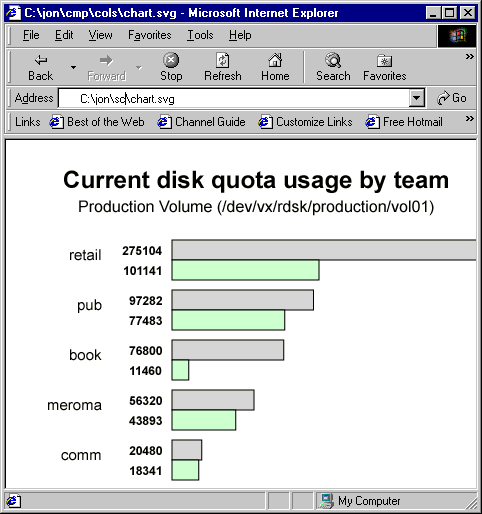 C:\jon\cmp\cols\chart.svg - Microsoft Internet Explorer
File Edit View Favorites Tools Help »
Back Forward Stop Refresh Home Search Favorites »
Address C:\jon\sc\chart.svg Go
Links Best of the Web Channel Guide Customize Links Free Hotmail »
Current disk quota usage by team
Production Volume (/dev/vx/rdsk/production/vol01)
retail 275104
101141
pub 97282
77483
book 76800
11460
meroma 56320
43893
comm 20480
18341
My Computer